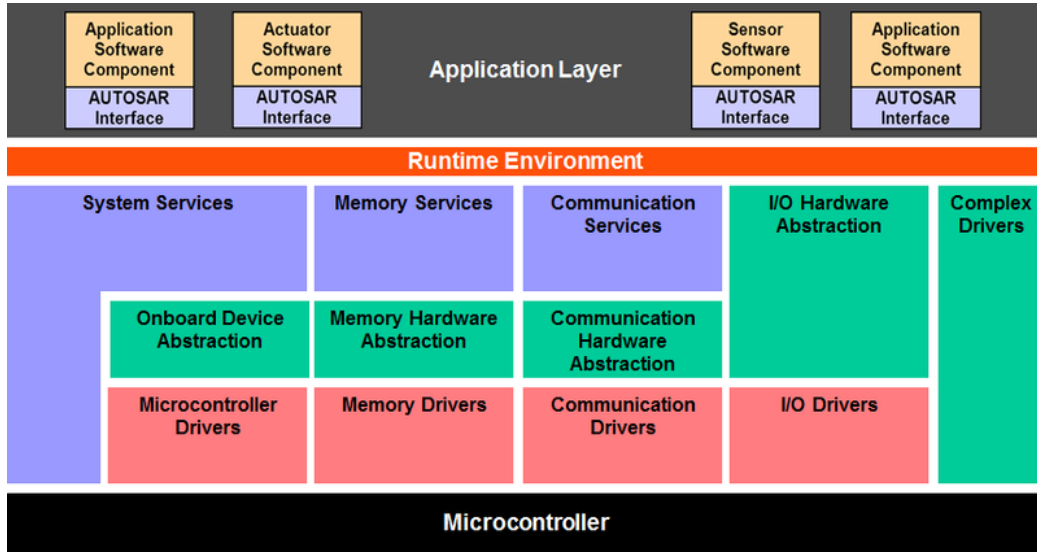 Application
Software
Component
AUTOSAR
Interface
Actuator
Software
Component
AUTOSAR
Interface
Application Layer
Sensor
Software
Component
AUTOSAR
Interface
Application
Software
Component
AUTOSAR
Interface
Runtime Environment
System Services
Memory Services
Communication
Services
I/O Hardware
Abstraction
Complex
Drivers
Onboard Device
Abstraction
Memory Hardware
Abstraction
Communication
Hardware
Abstraction
Microcontroller
Drivers
Memory Drivers
Communication
Drivers
I/O Drivers
Microcontroller